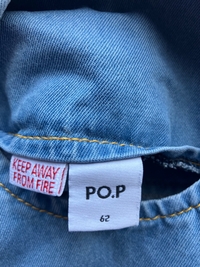 KEEP AWAY
FROM FIRE
PO.P
62